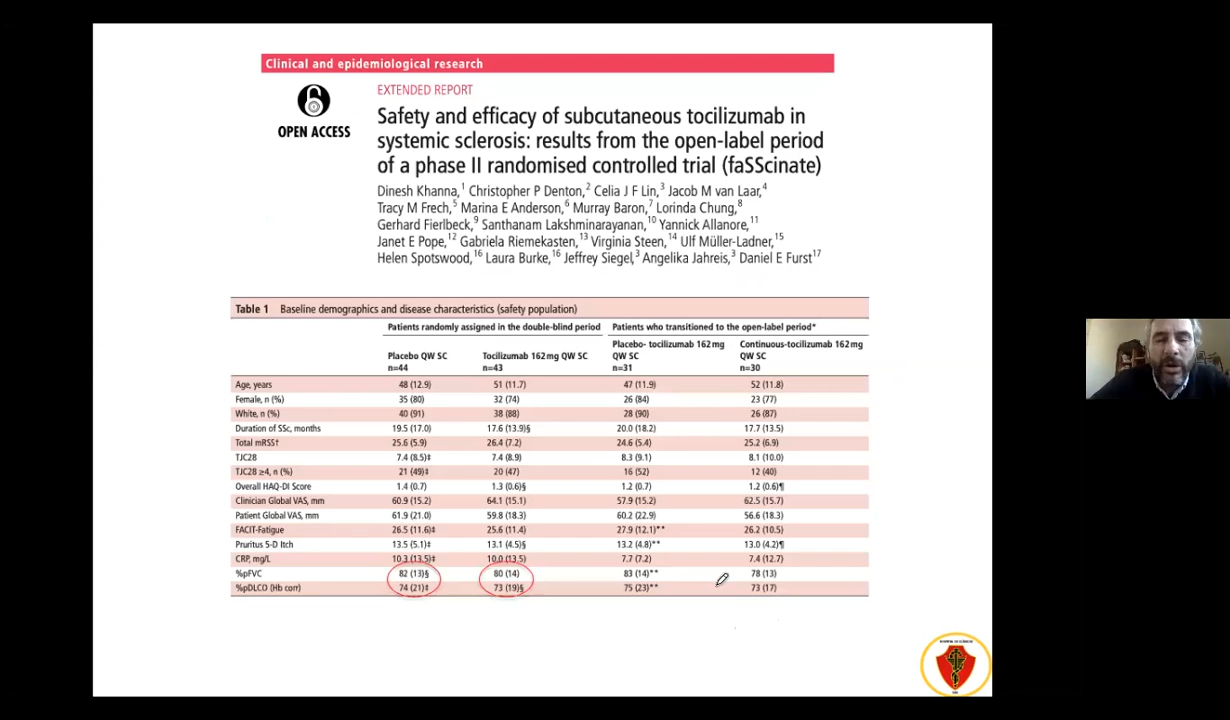 Clinical and epidemiological research
OPEN ACCESS
EXTENDED REPORT
Safety and efficacy of subcutaneous tocilizumab in
systemic sclerosis: results from the open-label period
of a phase II randomised controlled trial (faSScinate)
Dinesh Khanna,1 Christopher P Denton,2 Celia J F Lin,3 Jacob M van Laar,4
Tracy M Frech,5 Marina E Anderson,6 Murray Baron,7 Lorinda Chung,8
Gerhard Fierlbeck,9 Santhanam Lakshminarayanan,10 Yannick Allanore,11
Janet E Pope,12 Gabriela Riemekasten,13 Virginia Steen,14 Ulf Müller-Ladner,15
Helen Spotswood,16 Laura Burke,16 Jeffrey Siegel,3 Angelika Jahreis,3 Daniel E Furst17
Table 1 Baseline demographics and disease characteristics (safety population)
Patients randomly assigned in the double-blind period Patients who transitioned to the open-label period*
Placebo QW SC n=44 Tocilizumab 162 mg QW SC n=43 Placebo- tocilizumab 162 mg QW SC n=31 Continuous-tocilizumab 162 mg QW SC n=30
Age, years 48 (12.9) 51 (11.7) 47 (11.9) 52 (11.8)
Female, n (%) 35 (80) 32 (74) 26 (84) 23 (77)
White, n (%) 40 (91) 38 (88) 28 (90) 26 (87)
Duration of SSc, months 19.5 (17.0) 17.6 (13.9)§ 20.0 (18.2) 17.7 (13.5)
Total mRSS† 25.6 (5.9) 26.4 (7.2) 24.6 (5.4) 25.2 (6.9)
TJC28 7.4 (8.5)‡ 7.4 (8.9) 8.3 (9.1) 8.1 (10.0)
TJC28 ≥4, n (%) 21 (49)‡ 20 (47) 16 (52) 12 (40)
Overall HAQ-DI Score 1.4 (0.7) 1.3 (0.6)§ 1.2 (0.7) 1.2 (0.6)¶
Clinician Global VAS, mm 60.9 (15.2) 64.1 (15.1) 57.9 (15.2) 62.5 (15.7)
Patient Global VAS, mm 61.9 (21.0) 59.8 (18.3) 60.2 (22.9) 56.6 (18.3)
FACIT-Fatigue 26.5 (11.6)‡ 25.6 (11.4) 27.9 (12.1)** 26.2 (10.5)
Pruritus 5-D Itch 13.5 (5.1)‡ 13.1 (4.5)§ 13.2 (4.8)** 13.0 (4.2)¶
CRP, mg/L 10.3 (13.5)‡ 10.0 (13.5) 7.7 (7.2) 7.4 (12.7)
%pFVC 82 (13)§ 80 (14) 83 (14)** 78 (13)
%pDLCO (Hb corr) 74 (21)‡ 73 (19)§ 75 (23)** 73 (17)